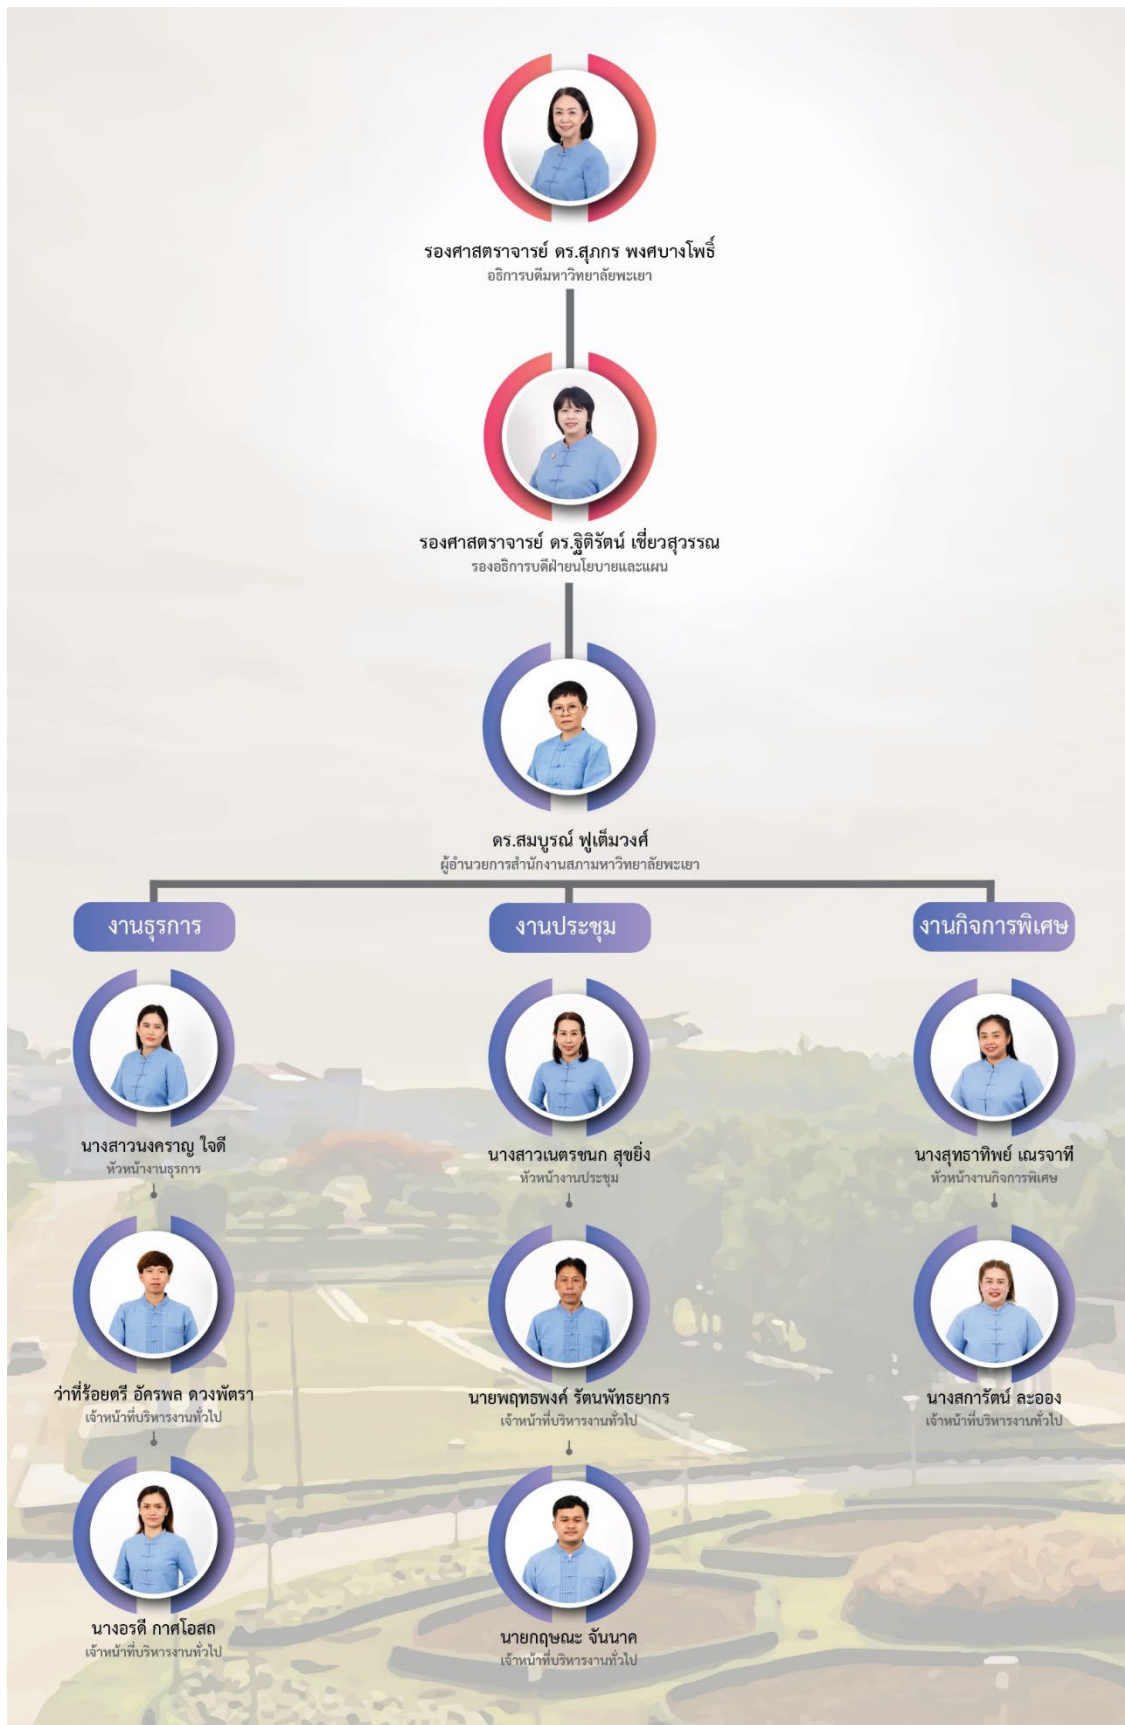 รองศาสตราจารย์ ดร.สุภกร พงศบางโพธิ์
อธิการบดีมหาวิทยาลัยพะเยา
รองศาสตราจารย์ ดร.ฐิติรัตน์ เชี่ยวสุวรรณ
รองอธิการบดีฝ่ายนโยบายและแผน
ดร.สมบูรณ์ ฟูเต็มวงศ์
ผู้อำนวยการสำนักงานสภามหาวิทยาลัยพะเยา
งานธุรการ
นางสาวนงคราญ ใจดี
หัวหน้างานธุรการ
ว่าที่ร้อยตรี อัครพล ดวงพัตรา
เจ้าหน้าที่บริหารงานทั่วไป
นางอรดี กาศโอสถ
เจ้าหน้าที่บริหารงานทั่วไป
งานประชุม
นางสาวเนตรชนก สุขยิ่ง
หัวหน้างานประชุม
นายพฤทธพงค์ รัตนพัทธยากร
เจ้าหน้าที่บริหารงานทั่วไป
นายกฤษณะ จันนาค
เจ้าหน้าที่บริหารงานทั่วไป
งานกิจการพิเศษ
นางสุทธาทิพย์ เณรจาที
หัวหน้างานกิจการพิเศษ
นางสการัตน์ ละออง
เจ้าหน้าที่บริหารงานทั่วไป